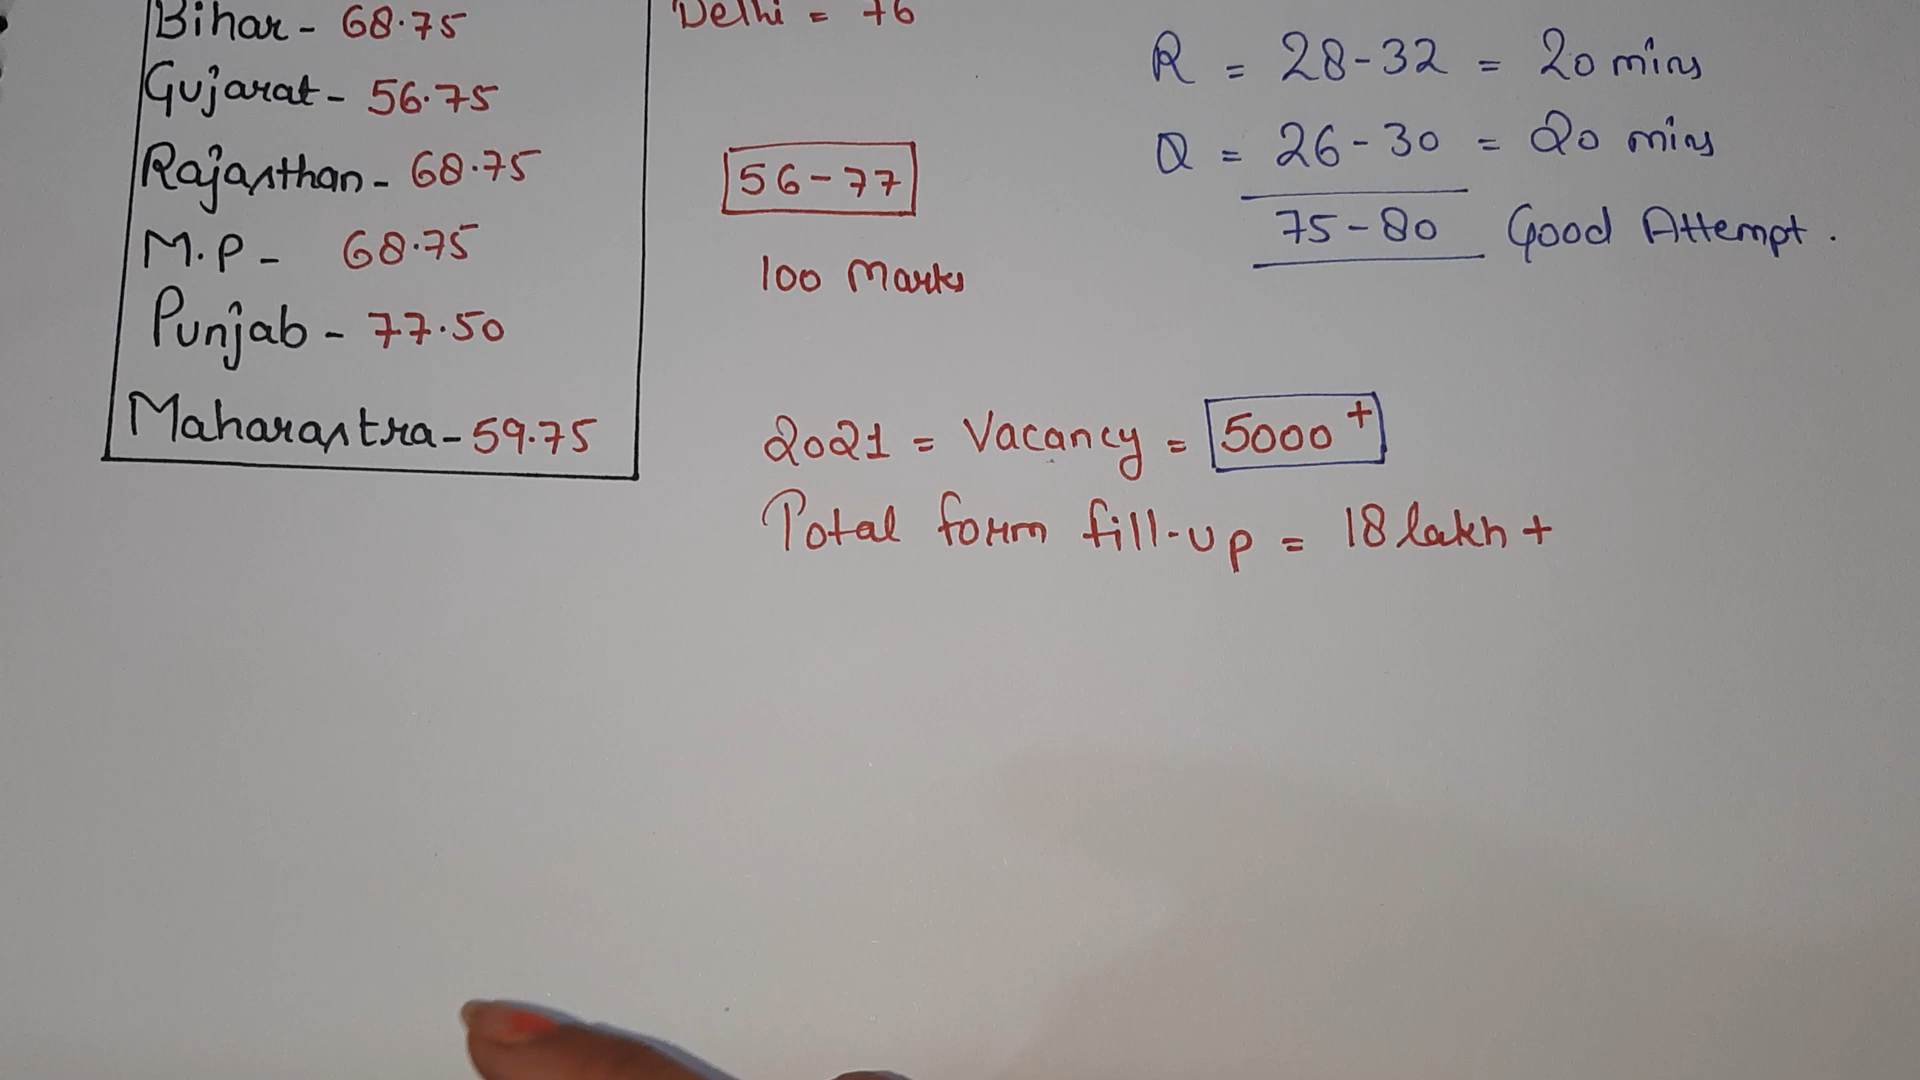 Bihar - 68.75
Gujarat - 56.75
Rajasthan - 68.75
M.P - 68.75
Punjab - 77.50
Maharastra - 59.75
Delhi = 76
56-77
100 Marks
R = 28-32 = 20 mins
Q = 26-30 = 20 mins
75-80 Good Attempt.
2021 = Vacancy = 5000+
Total form fill-up = 18 lakh +